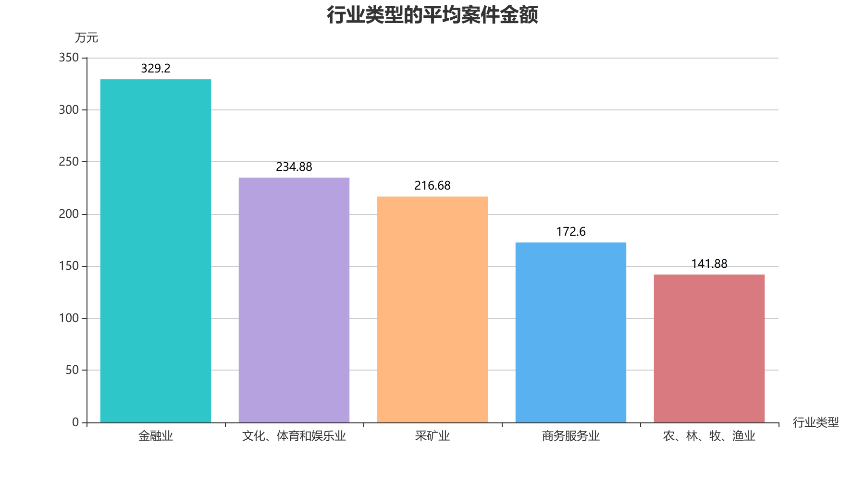 行业类型的平均案件金额
万元
350
300
250
200
150
100
50
0
329.2
234.88
216.68
172.6
141.88
金融业
文化、体育和娱乐业
采矿业
商务服务业
农、林、牧、渔业
行业类型